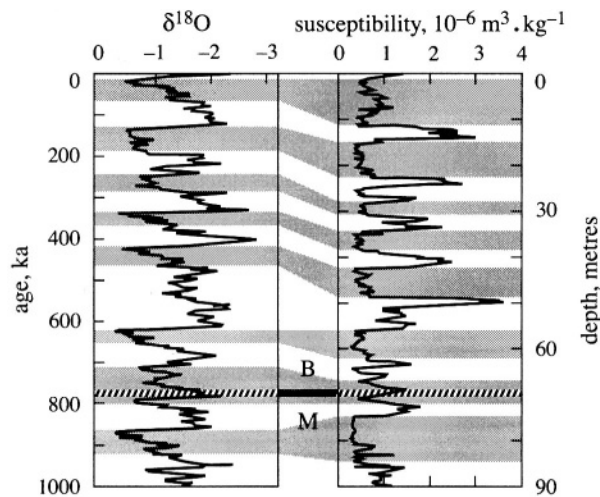 δ¹⁸O
susceptibility, 10⁻⁶ m³.kg⁻¹
0 −1 −2 −3
0 1 2 3 4
0
200
400
600
800
1000
age, ka
B
M
0
30
60
90
depth, metres